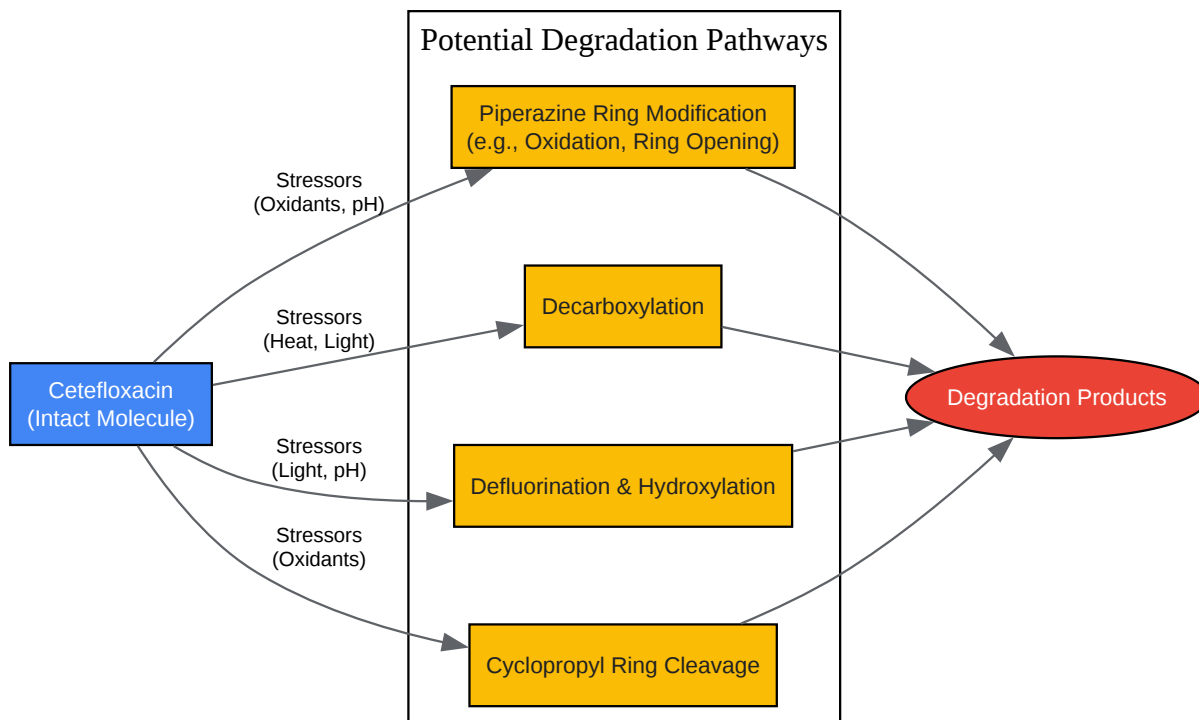 Potential Degradation Pathways
Piperazine Ring Modification
(e.g., Oxidation, Ring Opening)
Stressors
(Oxidants, pH)
Decarboxylation
Stressors
(Heat, Light)
Cetefloxacin
(Intact Molecule)
Degradation Products
Stressors
(Light, pH)
Defluorination & Hydroxylation
Stressors
(Oxidants)
Cyclopropyl Ring Cleavage